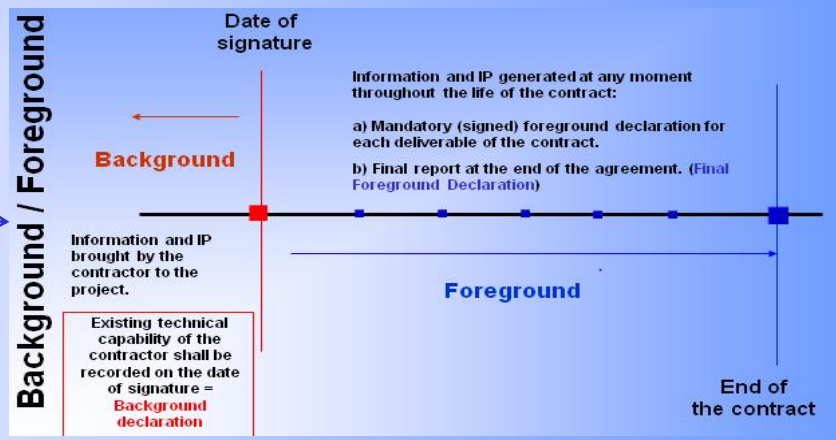 Background / Foreground
Date of
signature
Information and IP generated at any moment
throughout the life of the contract:
a) Mandatory (signed) foreground declaration for
each deliverable of the contract.
b) Final report at the end of the agreement. (Final
Foreground Declaration)
Background
Information and IP
brought by the
contractor to the
project.
Existing technical
capability of the
contractor shall be
recorded on the date
of signature =
Background
declaration
Foreground
End of
the contract